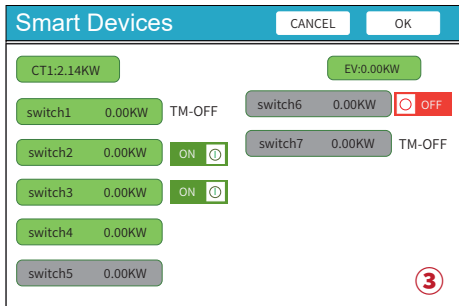 Smart Devices CANCEL OK
CT1:2.14KW EV:0.00KW
switch1 0.00KW TM-OFF switch6 0.00KW OFF
switch2 0.00KW ON switch7 0.00KW TM-OFF
switch3 0.00KW ON
switch4 0.00KW
switch5 0.00KW
3